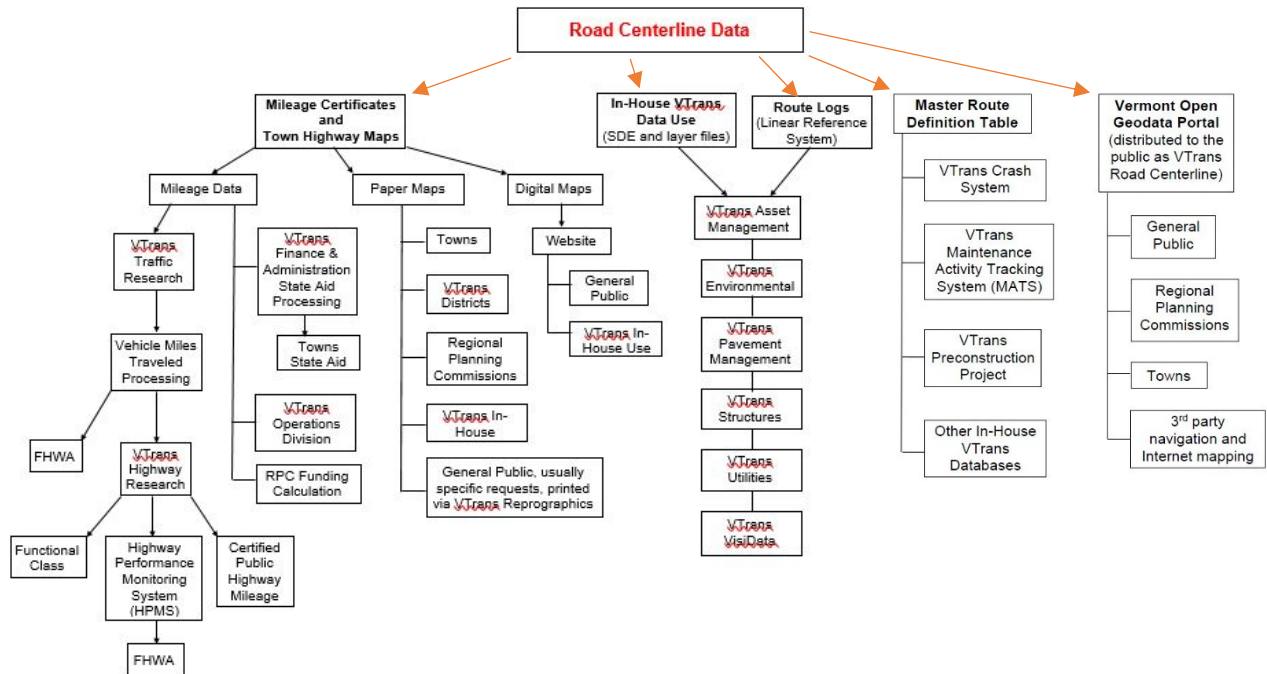 Road Centerline Data
Mileage Certificates
and
Town Highway Maps
In-House VTrans
Data Use
(SDE and layer files)
Route Logs
(Linear Reference
System)
Master Route
Definition Table
Vermont Open
Geodata Portal
(distributed to the
public as VTrans
Road Centerline)
Mileage Data
Paper Maps
Digital Maps
VTrans
Traffic
Research
Vehicle Miles
Traveled
Processing
FHWA
VTrans
Highway
Research
Functional
Class
Highway
Performance
Monitoring
System
(HPMS)
Certified
Public
Highway
Mileage
FHWA
VTrans
Finance &
Administration
State Aid
Processing
Towns
State Aid
VTrans
Operations
Division
RPC Funding
Calculation
Towns
VTrans
Districts
Regional
Planning
Commissions
VTrans In-
House
General Public, usually
specific requests, printed
via VTrans Reprographics
Website
General
Public
VTrans In-
House Use
VTrans Asset
Management
VTrans
Environmental
VTrans
Pavement
Management
VTrans
Structures
VTrans
Utilities
VTrans
VisiData
VTrans Crash
System
VTrans
Maintenance
Activity Tracking
System (MATS)
VTrans
Preconstruction
Project
Other In-House
VTrans
Databases
General
Public
Regional
Planning
Commissions
Towns
3rd party
navigation and
Internet mapping